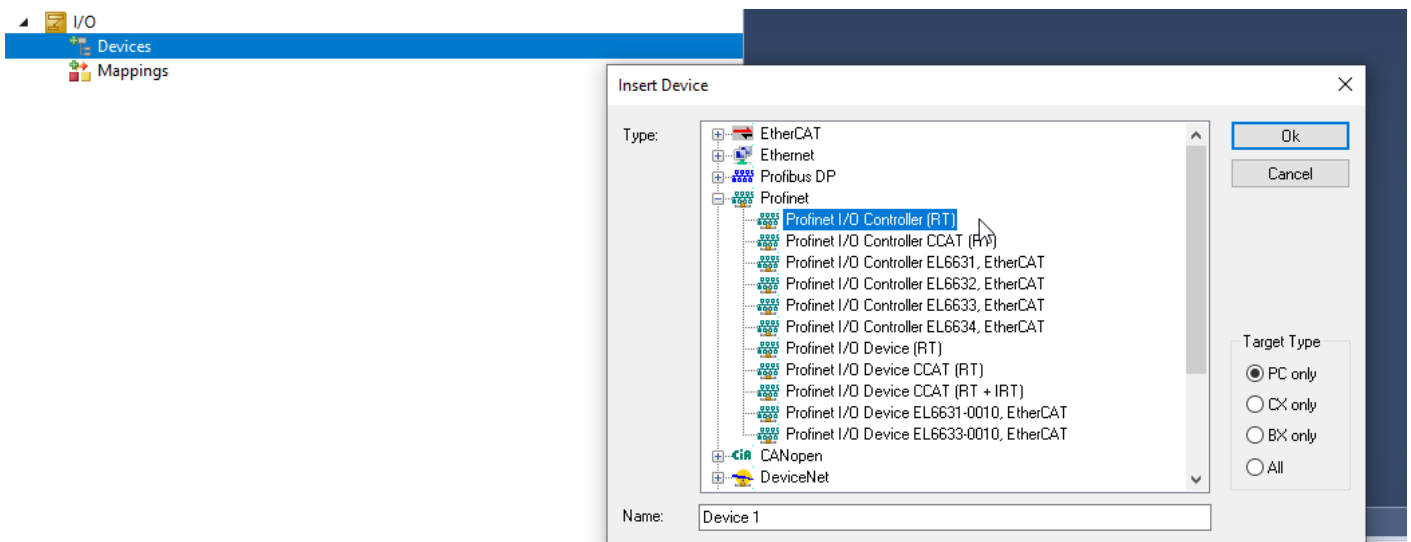 I/O
Devices
Mappings
Insert Device
Type:
EtherCAT
Ethernet
Profibus DP
Profinet
Profinet I/O Controller (RT)
Profinet I/O Controller CCAT (RT)
Profinet I/O Controller EL6631, EtherCAT
Profinet I/O Controller EL6632, EtherCAT
Profinet I/O Controller EL6633, EtherCAT
Profinet I/O Controller EL6634, EtherCAT
Profinet I/O Device (RT)
Profinet I/O Device CCAT (RT)
Profinet I/O Device CCAT (RT + IRT)
Profinet I/O Device EL6631-0010, EtherCAT
Profinet I/O Device EL6633-0010, EtherCAT
CiA CANopen
DeviceNet
Ok
Cancel
Target Type
PC only
CX only
BX only
All
Name: Device 1